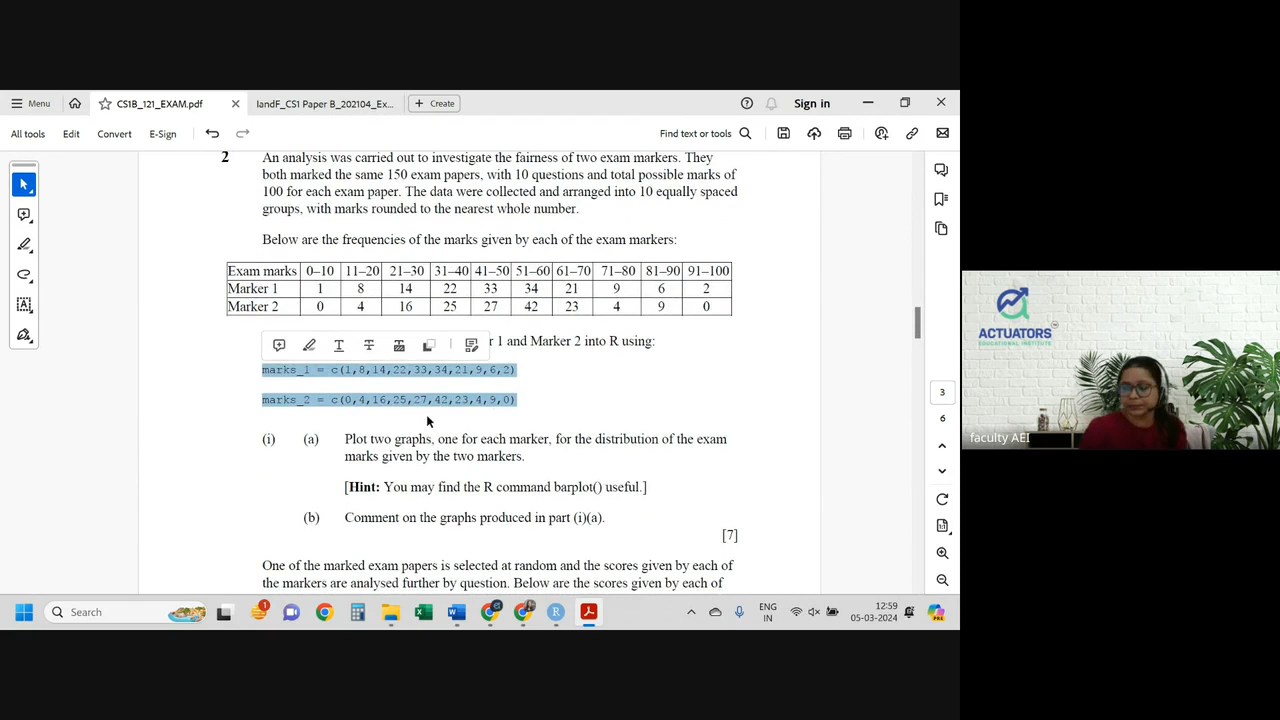 Menu
CS1B_121_EXAM.pdf
IandF_CS1 Paper B_202104_Ex...
Create
Sign in
All tools
Edit
Convert
E-Sign
Find text or tools
2 An analysis was carried out to investigate the fairness of two exam markers. They
both marked the same 150 exam papers, with 10 questions and total possible marks of
100 for each exam paper. The data were collected and arranged into 10 equally spaced
groups, with marks rounded to the nearest whole number.
Below are the frequencies of the marks given by each of the exam markers:
Exam marks 0–10 11–20 21–30 31–40 41–50 51–60 61–70 71–80 81–90 91–100
Marker 1 1 8 14 22 33 34 21 9 6 2
Marker 2 0 4 16 25 27 42 23 4 9 0
r 1 and Marker 2 into R using:
marks_1 = c(1,8,14,22,33,34,21,9,6,2)
marks_2 = c(0,4,16,25,27,42,23,4,9,0)
(i) (a) Plot two graphs, one for each marker, for the distribution of the exam
marks given by the two markers.
[Hint: You may find the R command barplot() useful.]
(b) Comment on the graphs produced in part (i)(a).
[7]
One of the marked exam papers is selected at random and the scores given by each of
the markers are analysed further by question. Below are the scores given by each of
3
6
ACTUATORS
EDUCATIONAL INSTITUTE
faculty AEI
Search
1
ENG
IN
12:59
05-03-2024